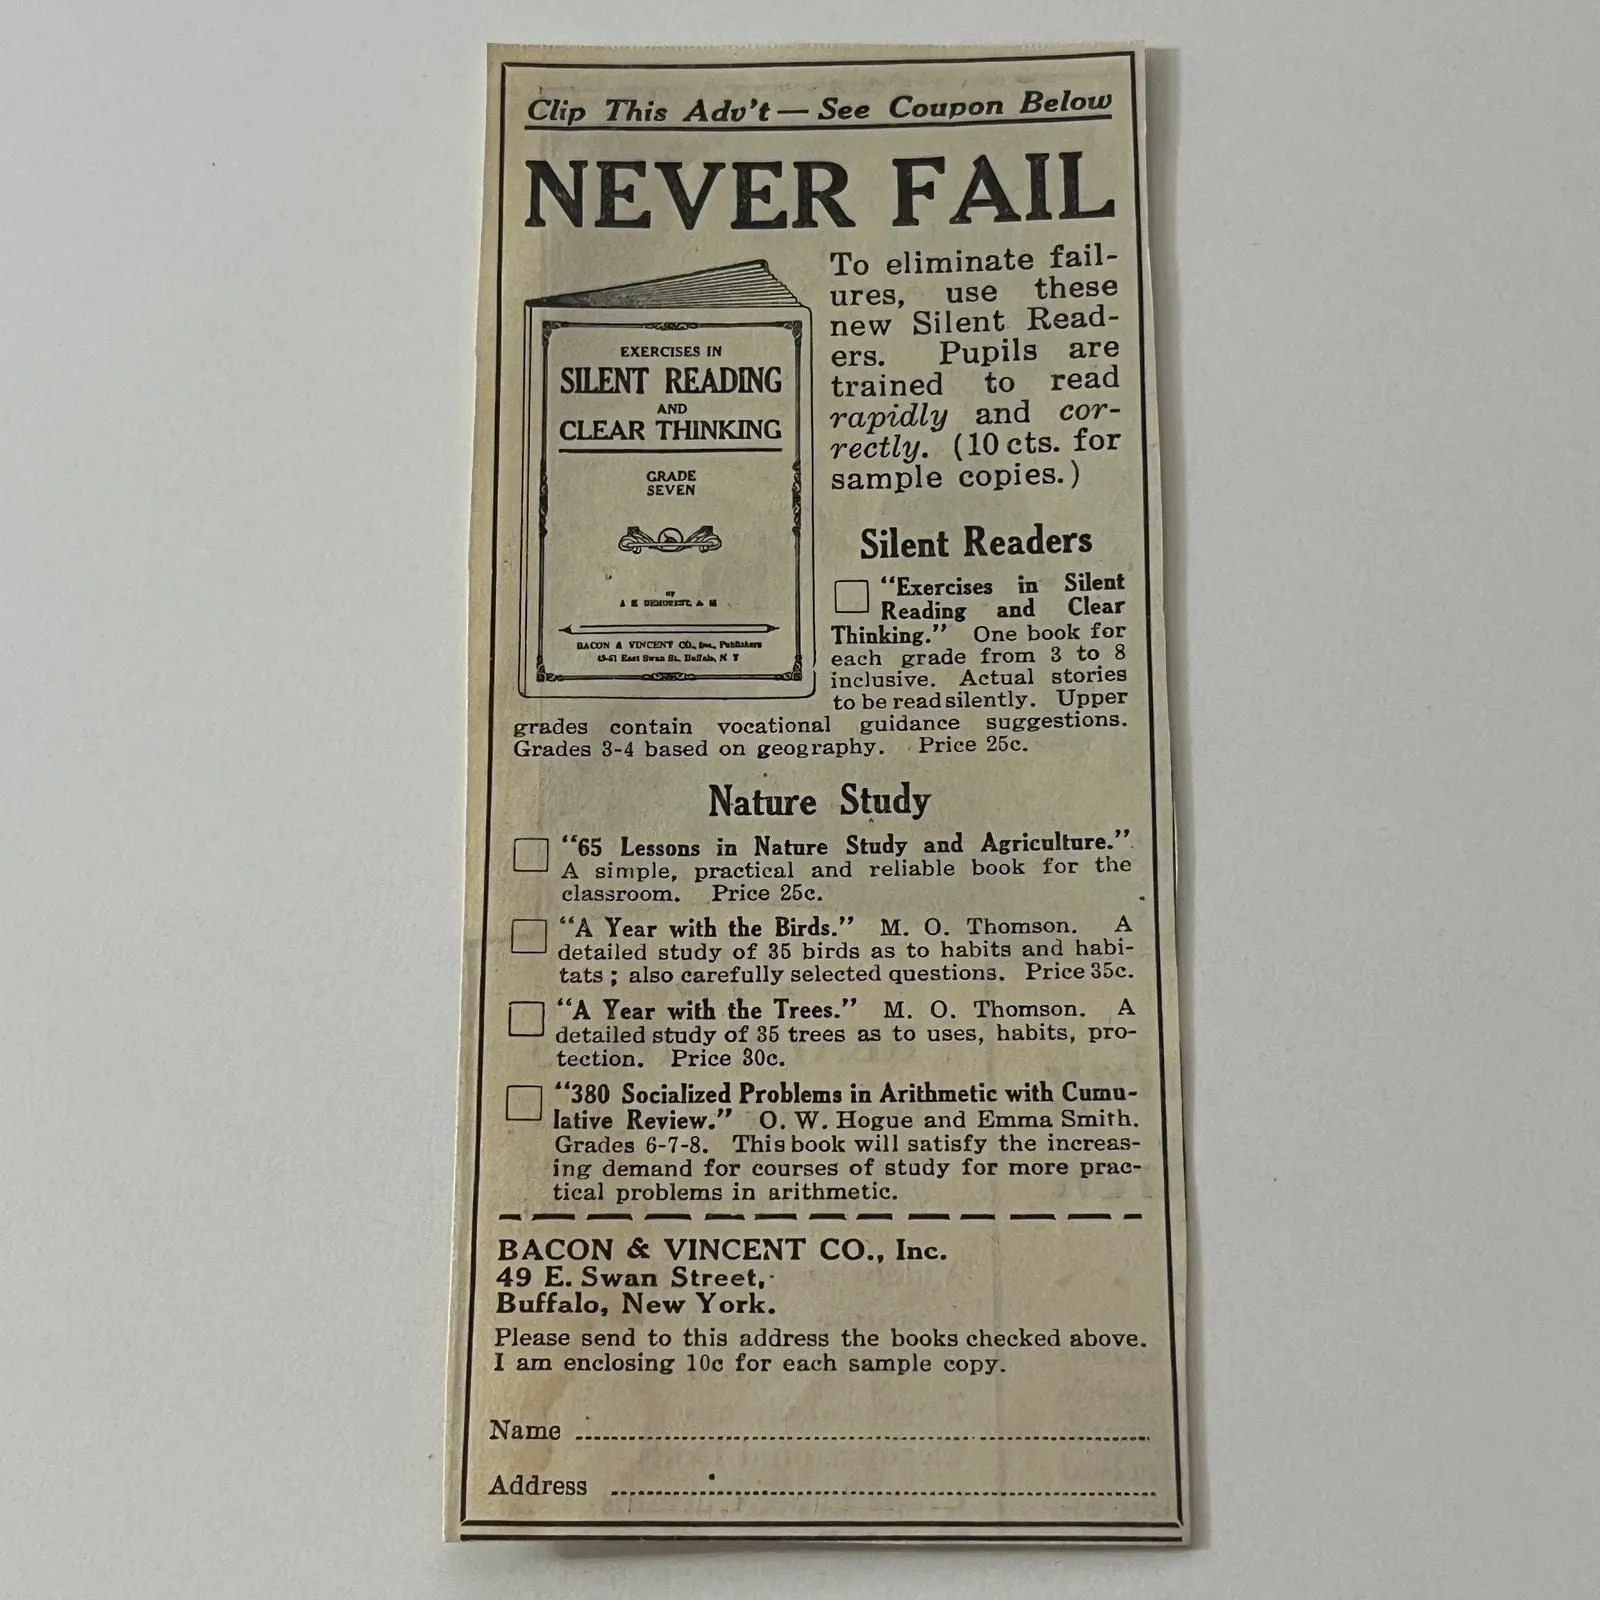 Clip This Adv't — See Coupon Below
NEVER FAIL
EXERCISES IN
SILENT READING
AND
CLEAR THINKING
GRADE
SEVEN
BY
BACON & VINCENT CO., Inc., Publishers
East Swan St., Buffalo, N Y
To eliminate fail-
ures, use these
new Silent Read-
ers. Pupils are
trained to read
rapidly and cor-
rectly. (10 cts. for
sample copies.)
Silent Readers
"Exercises in Silent
Reading and Clear
Thinking." One book for
each grade from 3 to 8
inclusive. Actual stories
to be read silently. Upper
grades contain vocational guidance suggestions.
Grades 3-4 based on geography. Price 25c.
Nature Study
"65 Lessons in Nature Study and Agriculture."
A simple, practical and reliable book for the
classroom. Price 25c.
"A Year with the Birds." M. O. Thomson. A
detailed study of 35 birds as to habits and habi-
tats; also carefully selected questions. Price 35c.
"A Year with the Trees." M. O. Thomson. A
detailed study of 35 trees as to uses, habits, pro-
tection. Price 30c.
"380 Socialized Problems in Arithmetic with Cumu-
lative Review." O. W. Hogue and Emma Smith.
Grades 6-7-8. This book will satisfy the increas-
ing demand for courses of study for more prac-
tical problems in arithmetic.
BACON & VINCENT CO., Inc.
49 E. Swan Street,
Buffalo, New York.
Please send to this address the books checked above.
I am enclosing 10c for each sample copy.
Name
Address